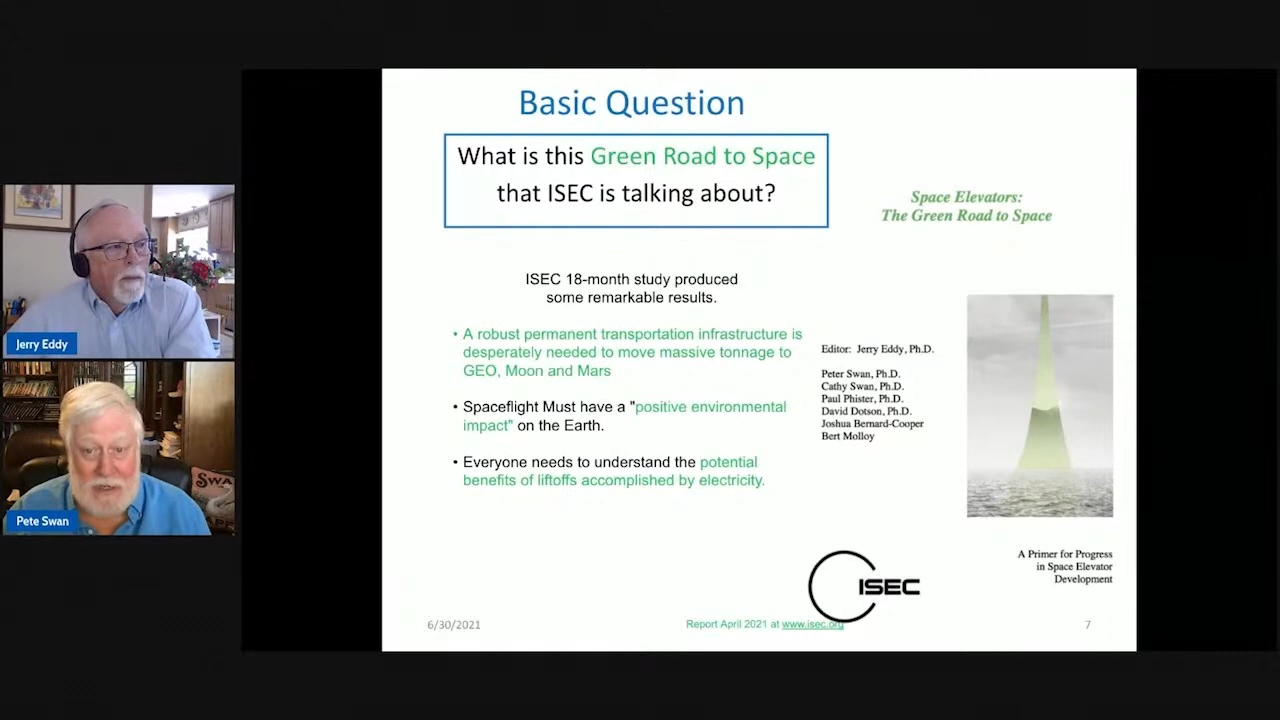 Basic Question
What is this Green Road to Space
that ISEC is talking about?
Space Elevators:
The Green Road to Space
ISEC 18-month study produced
some remarkable results.
• A robust permanent transportation infrastructure is
desperately needed to move massive tonnage to
GEO, Moon and Mars
• Spaceflight Must have a "positive environmental
impact" on the Earth.
• Everyone needs to understand the potential
benefits of liftoffs accomplished by electricity.
Editor: Jerry Eddy, Ph.D.
Peter Swan, Ph.D.
Cathy Swan, Ph.D.
Paul Phister, Ph.D.
David Dotson, Ph.D.
Joshua Bernard-Cooper
Bert Molloy
A Primer for Progress
in Space Elevator
Development
ISEC
6/30/2021
Report April 2021 at www.isec.org
7
Jerry Eddy
Pete Swan